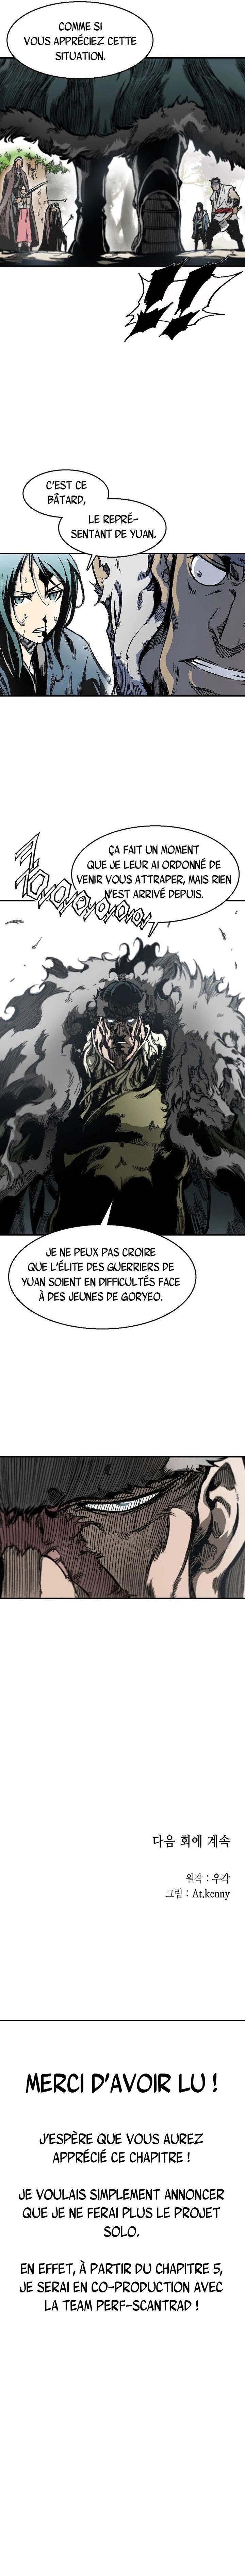 COMME SI
VOUS APPRÉCIEZ CETTE
SITUATION.
C'EST CE
BÂTARD,
LE REPRÉ-
SENTANT DE YUAN.
ÇA FAIT UN MOMENT
QUE JE LEUR AI ORDONNÉ DE
VENIR VOUS ATTRAPER, MAIS RIEN
N'EST ARRIVÉ DEPUIS.
JE NE PEUX PAS CROIRE
QUE L'ÉLITE DES GUERRIERS DE
YUAN SOIENT EN DIFFICULTÉS FACE
À DES JEUNES DE GORYEO.
다음 회에 계속
원작 : 우각
그림 : At.kenny
MERCI D'AVOIR LU !
J'ESPÈRE QUE VOUS AUREZ
APPRÉCIÉ CE CHAPITRE !
JE VOULAIS SIMPLEMENT ANNONCER
QUE JE NE FERAI PLUS LE PROJET
SOLO.
EN EFFET, À PARTIR DU CHAPITRE 5,
JE SERAI EN CO-PRODUCTION AVEC
LA TEAM PERF-SCANTRAD !